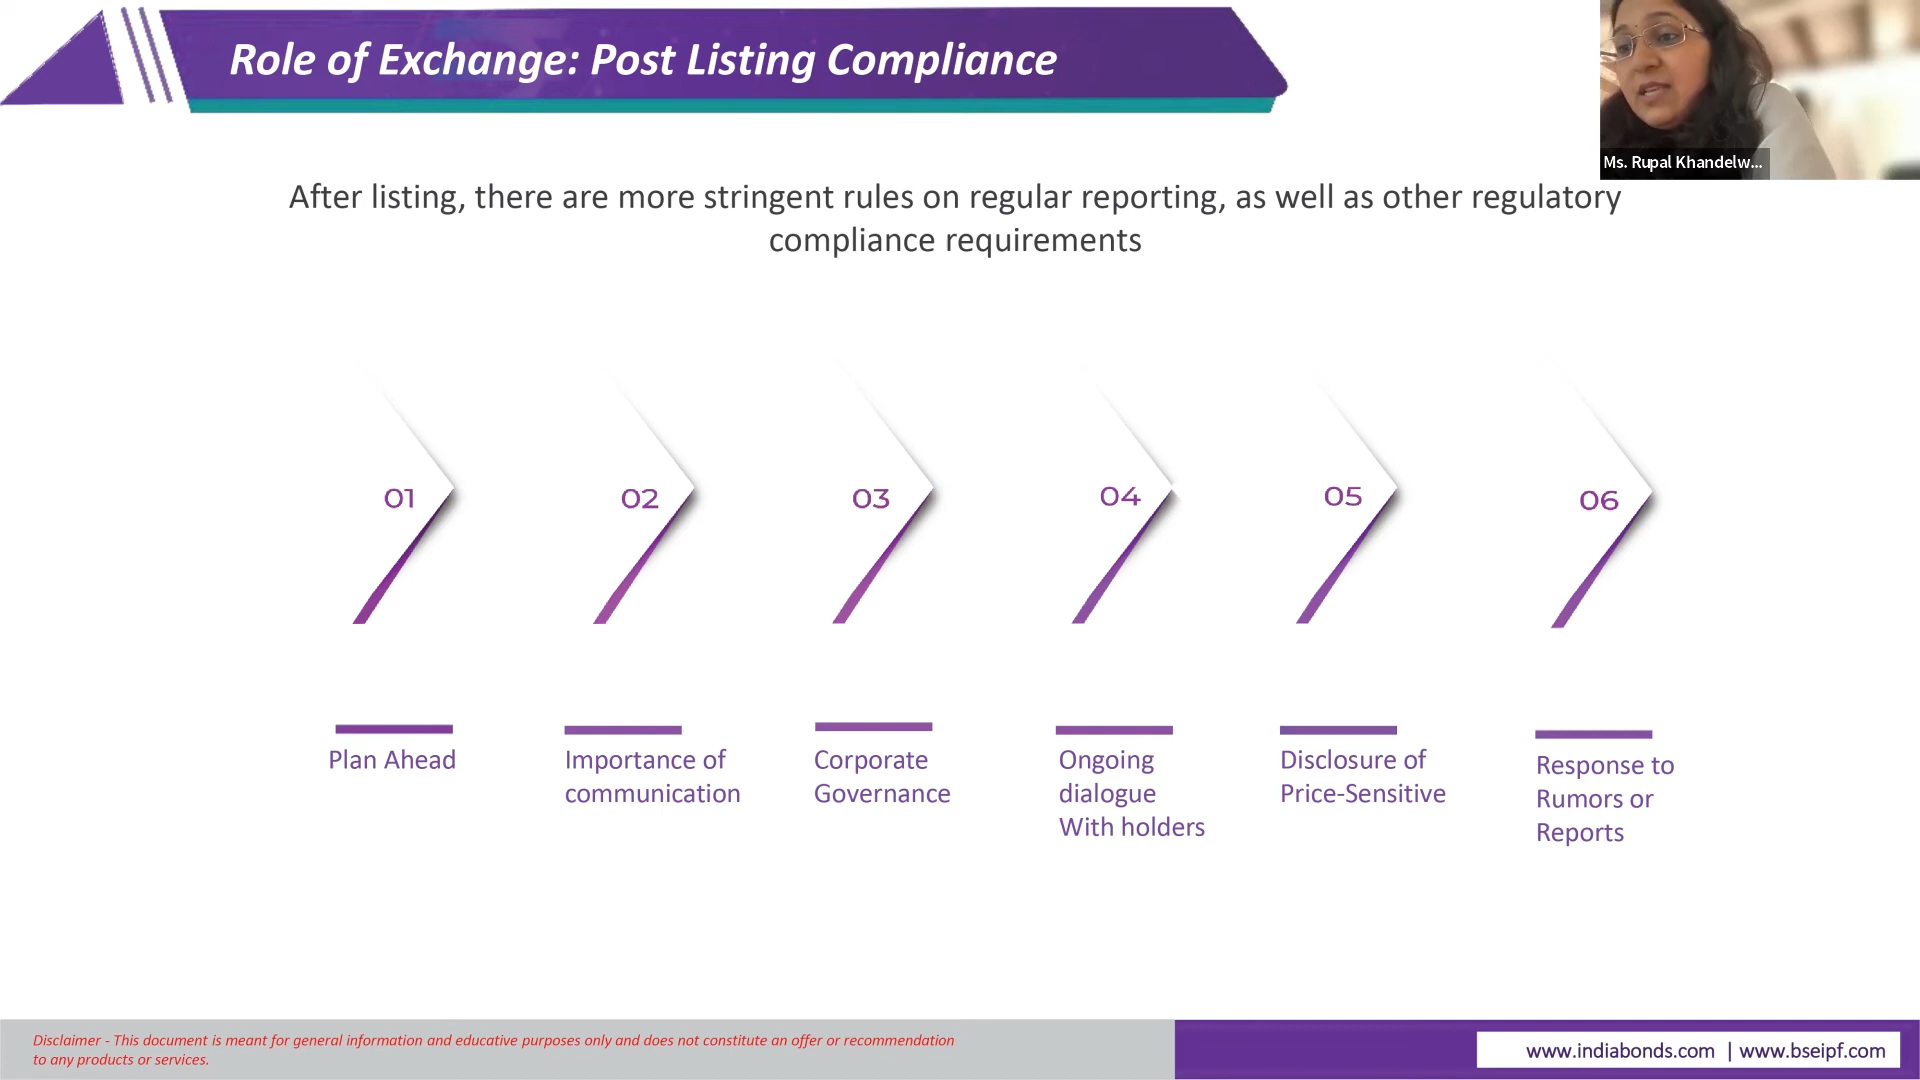 Role of Exchange: Post Listing Compliance
Ms. Rupal Khandelw...
After listing, there are more stringent rules on regular reporting, as well as other regulatory
compliance requirements
01
02
03
04
05
06
Plan Ahead
Importance of
communication
Corporate
Governance
Ongoing
dialogue
With holders
Disclosure of
Price-Sensitive
Response to
Rumors or
Reports
Disclaimer - This document is meant for general information and educative purposes only and does not constitute an offer or recommendation
to any products or services.
www.indiabonds.com | www.bseipf.com